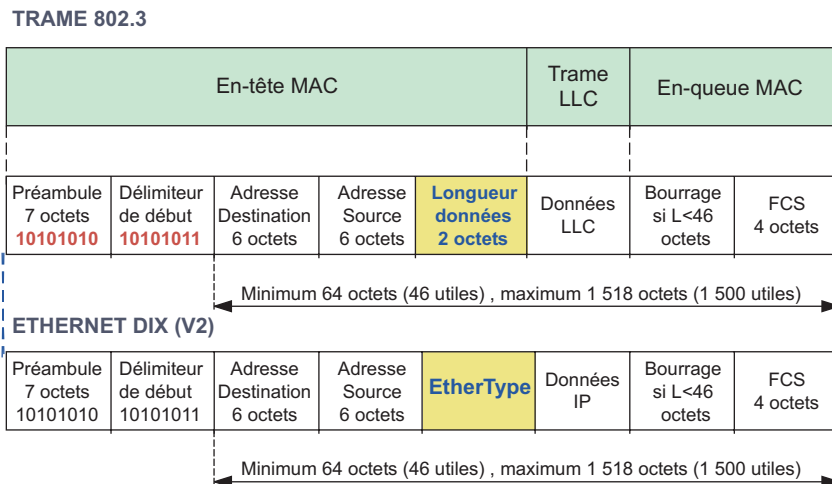 TRAME 802.3
En-tête MAC
Trame
LLC
En-queue MAC
Préambule
7 octets
10101010
Délimiteur
de début
10101011
Adresse
Destination
6 octets
Adresse
Source
6 octets
Longueur
données
2 octets
Données
LLC
Bourrage
si L<46
octets
FCS
4 octets
Minimum 64 octets (46 utiles) , maximum 1 518 octets (1 500 utiles)
ETHERNET DIX (V2)
Préambule
7 octets
10101010
Délimiteur
de début
10101011
Adresse
Destination
6 octets
Adresse
Source
6 octets
EtherType
Données
IP
Bourrage
si L<46
octets
FCS
4 octets
Minimum 64 octets (46 utiles) , maximum 1 518 octets (1 500 utiles)